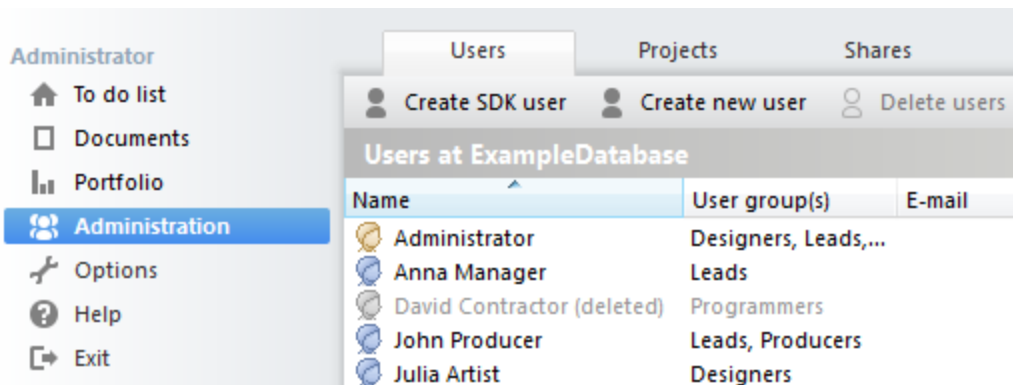 Administrator
To do list
Documents
Portfolio
Administration
Options
Help
Exit
Users Projects Shares
Create SDK user Create new user Delete users
Users at ExampleDatabase
Name User group(s) E-mail
Administrator Designers, Leads,...
Anna Manager Leads
David Contractor (deleted) Programmers
John Producer Leads, Producers
Julia Artist Designers